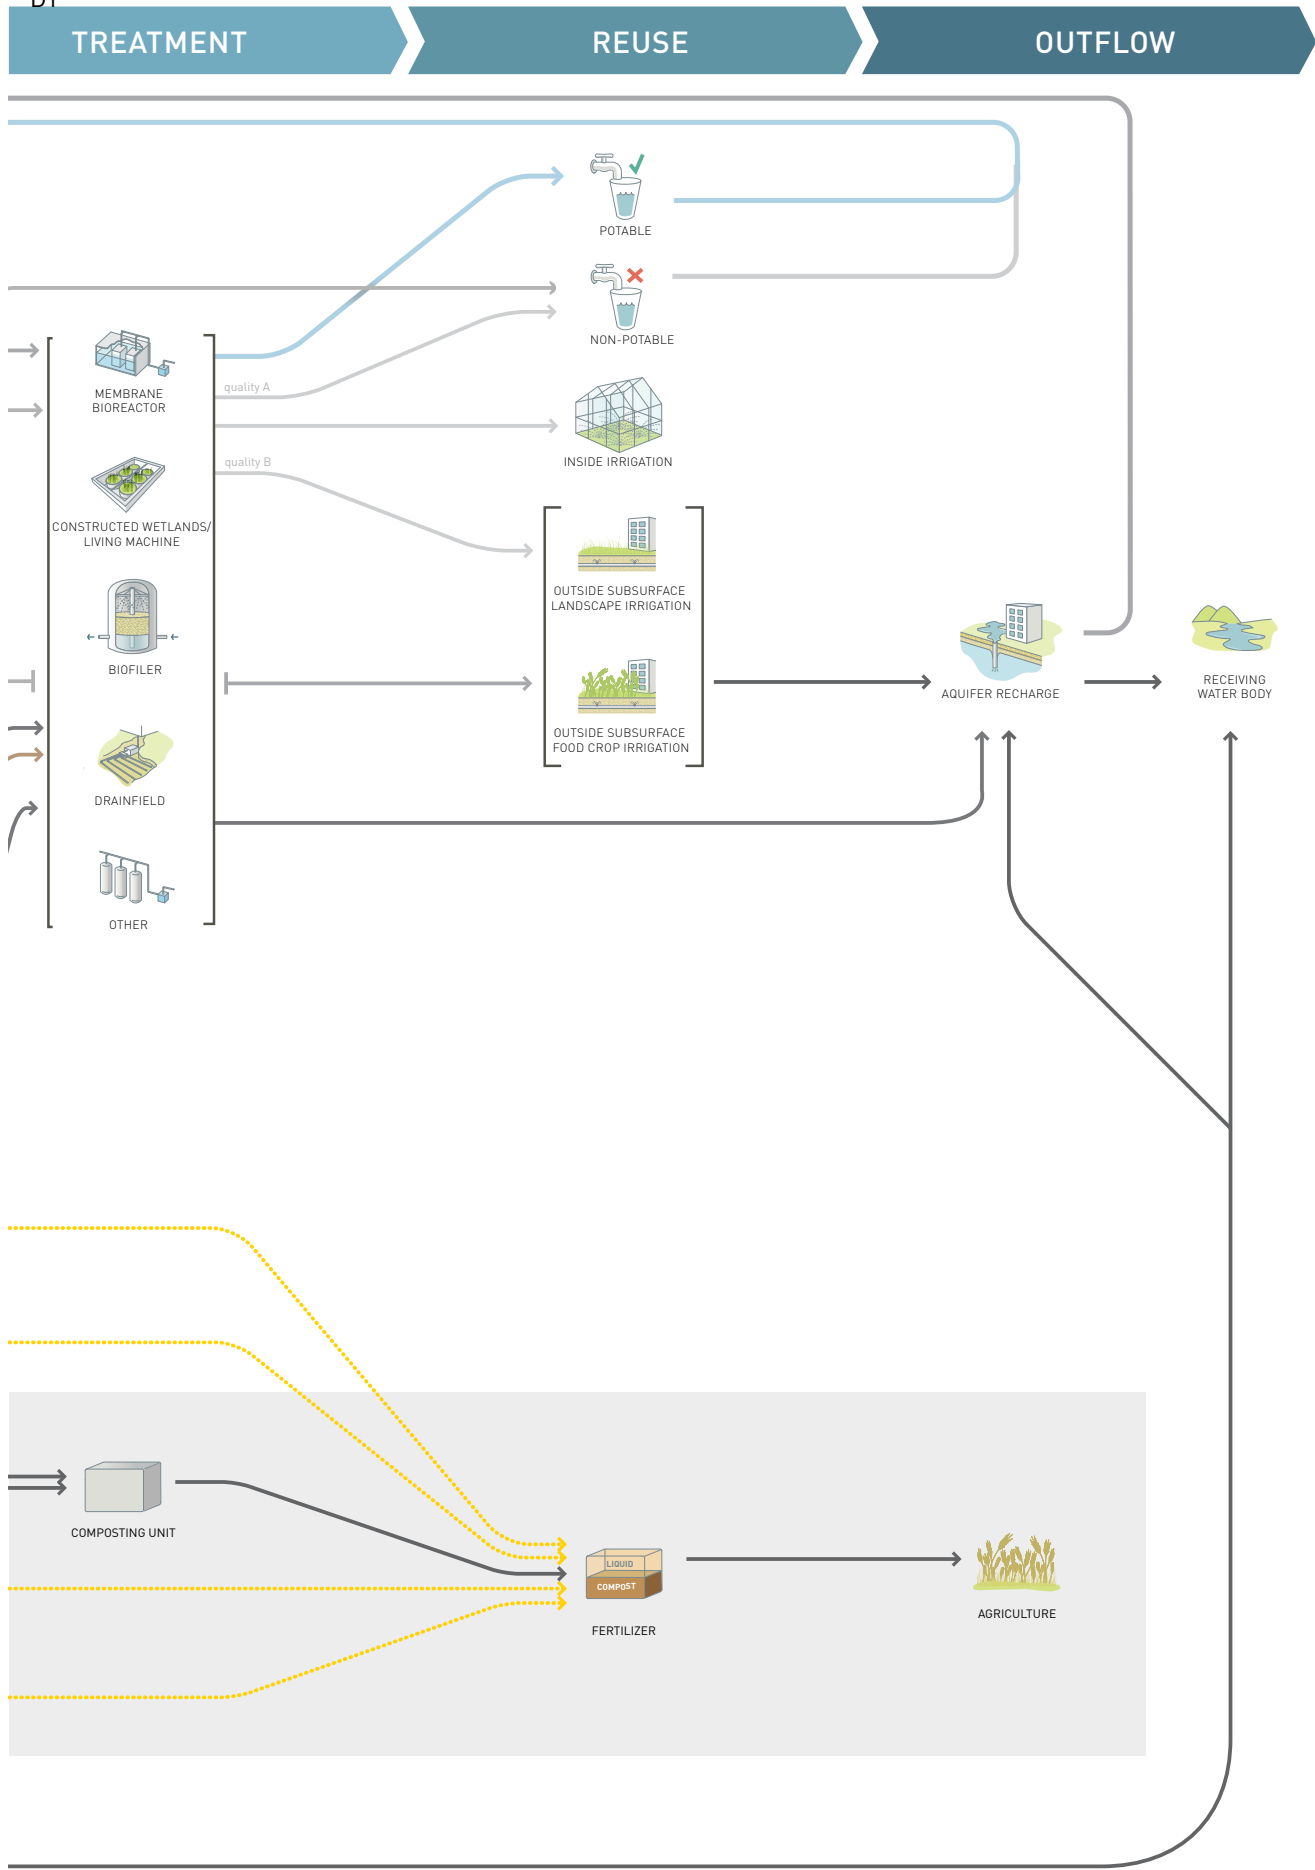 TREATMENT
REUSE
OUTFLOW
POTABLE
NON-POTABLE
MEMBRANE
BIOREACTOR
quality A
INSIDE IRRIGATION
quality B
CONSTRUCTED WETLANDS/
LIVING MACHINE
OUTSIDE SUBSURFACE
LANDSCAPE IRRIGATION
BIOFILER
AQUIFER RECHARGE
RECEIVING
WATER BODY
OUTSIDE SUBSURFACE
FOOD CROP IRRIGATION
DRAINFIELD
OTHER
COMPOSTING UNIT
LIQUID
COMPOST
FERTILIZER
AGRICULTURE